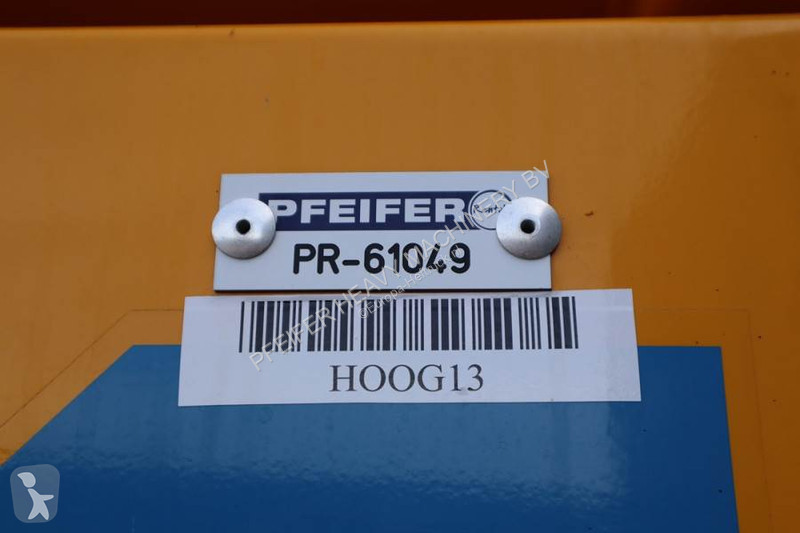 PFEIFER
PR-61049
HOOG13
PFEIFER HEAVY MACHINERY BV